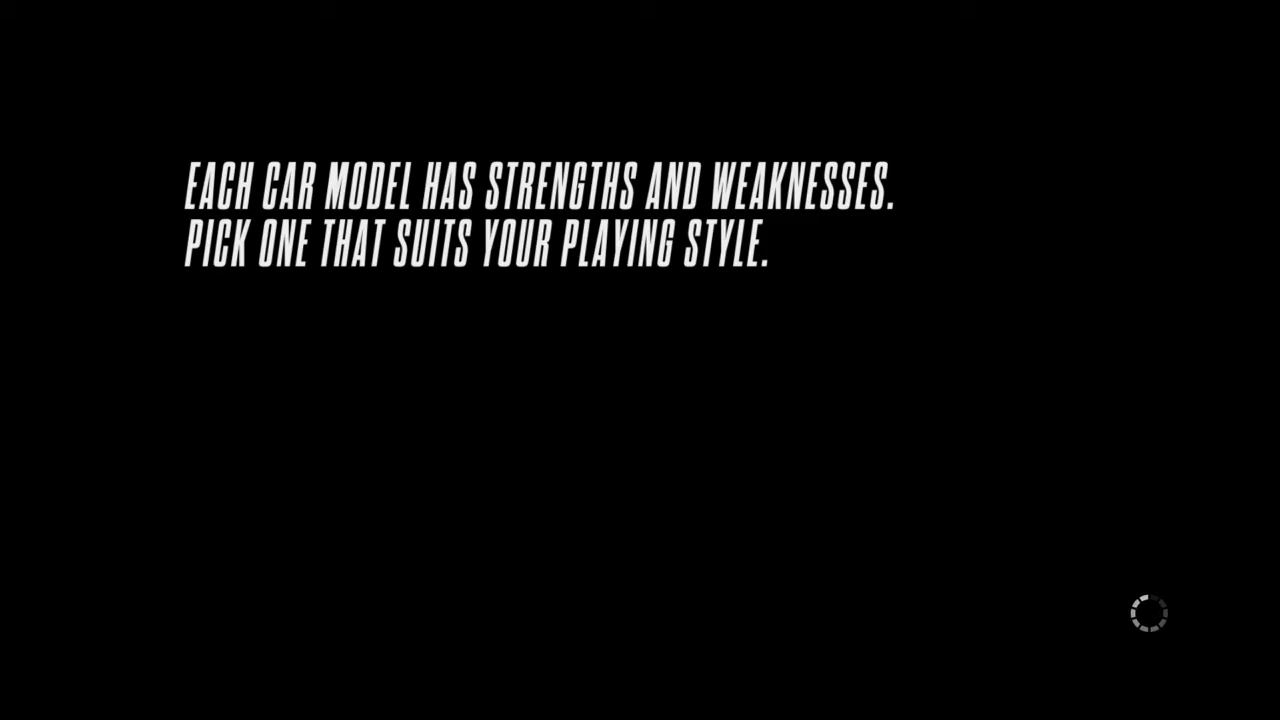 EACH CAR MODEL HAS STRENGTHS AND WEAKNESSES.
PICK ONE THAT SUITS YOUR PLAYING STYLE.